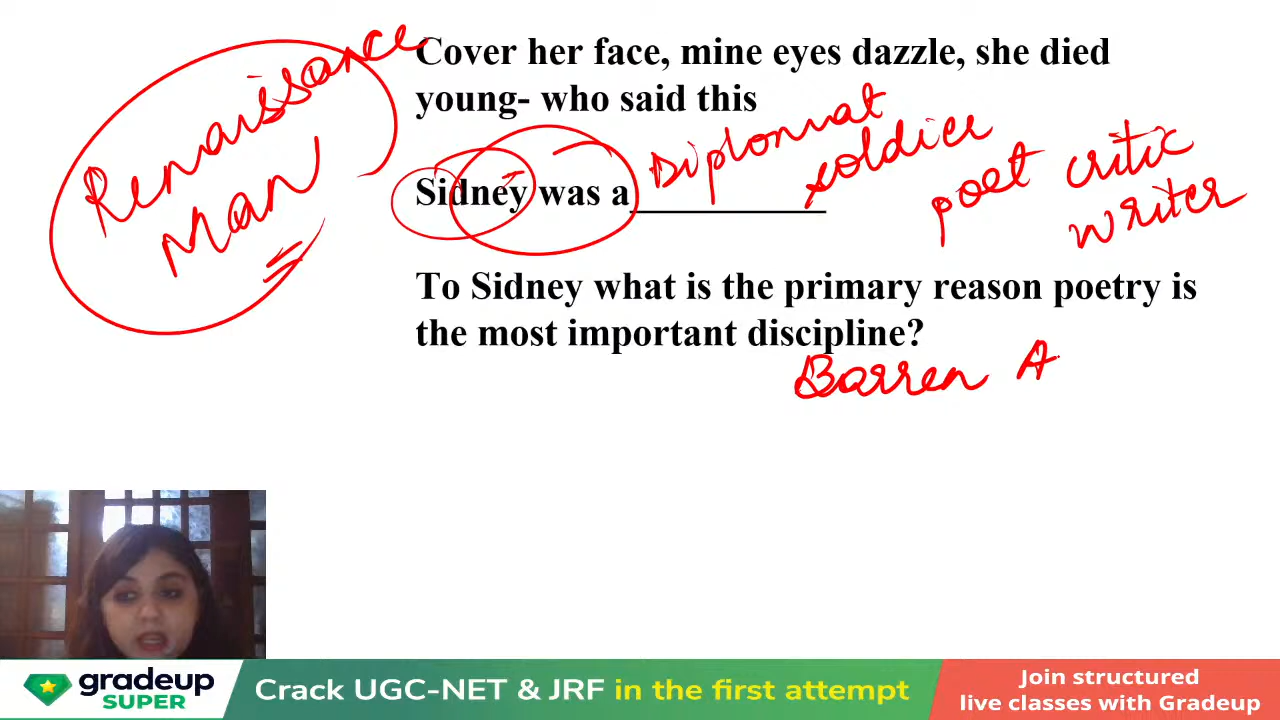 Renaissance
Man
Cover her face, mine eyes dazzle, she died
young- who said this
Diplomat
soldier
poet critic
writer
Sidney was a______________
To Sidney what is the primary reason poetry is
the most important discipline?
Barren A
gradeup
SUPER
Crack UGC-NET & JRF in the first attempt
Join structured
live classes with Gradeup